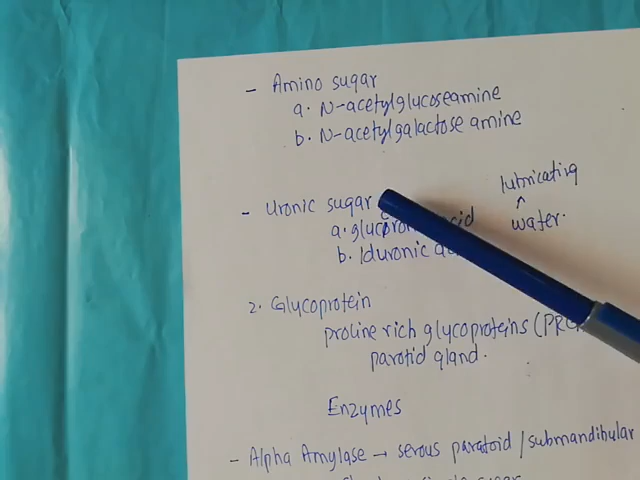 - Amino sugar
a. N-acetylglucoseamine
b. N-acetylgalactose amine
lubricating
↑
water.
- Uronic sugar
b. Iduronic
2. Glycoprotein
proline rich glycoproteins
parotid gland.
Enzymes
- Alpha Amylase → serous paratoid / submandibular